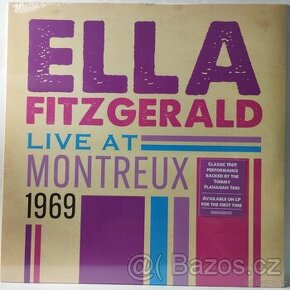 ELLA
FITZGERALD
LIVE AT
MONTREUX
1969
CLASSIC 1969
PERFORMANCE
BACKED BY THE
TOMMY
FLANAGAN TRIO
AVAILABLE ON LP
FOR THE FIRST TIME
Bazoš.cz